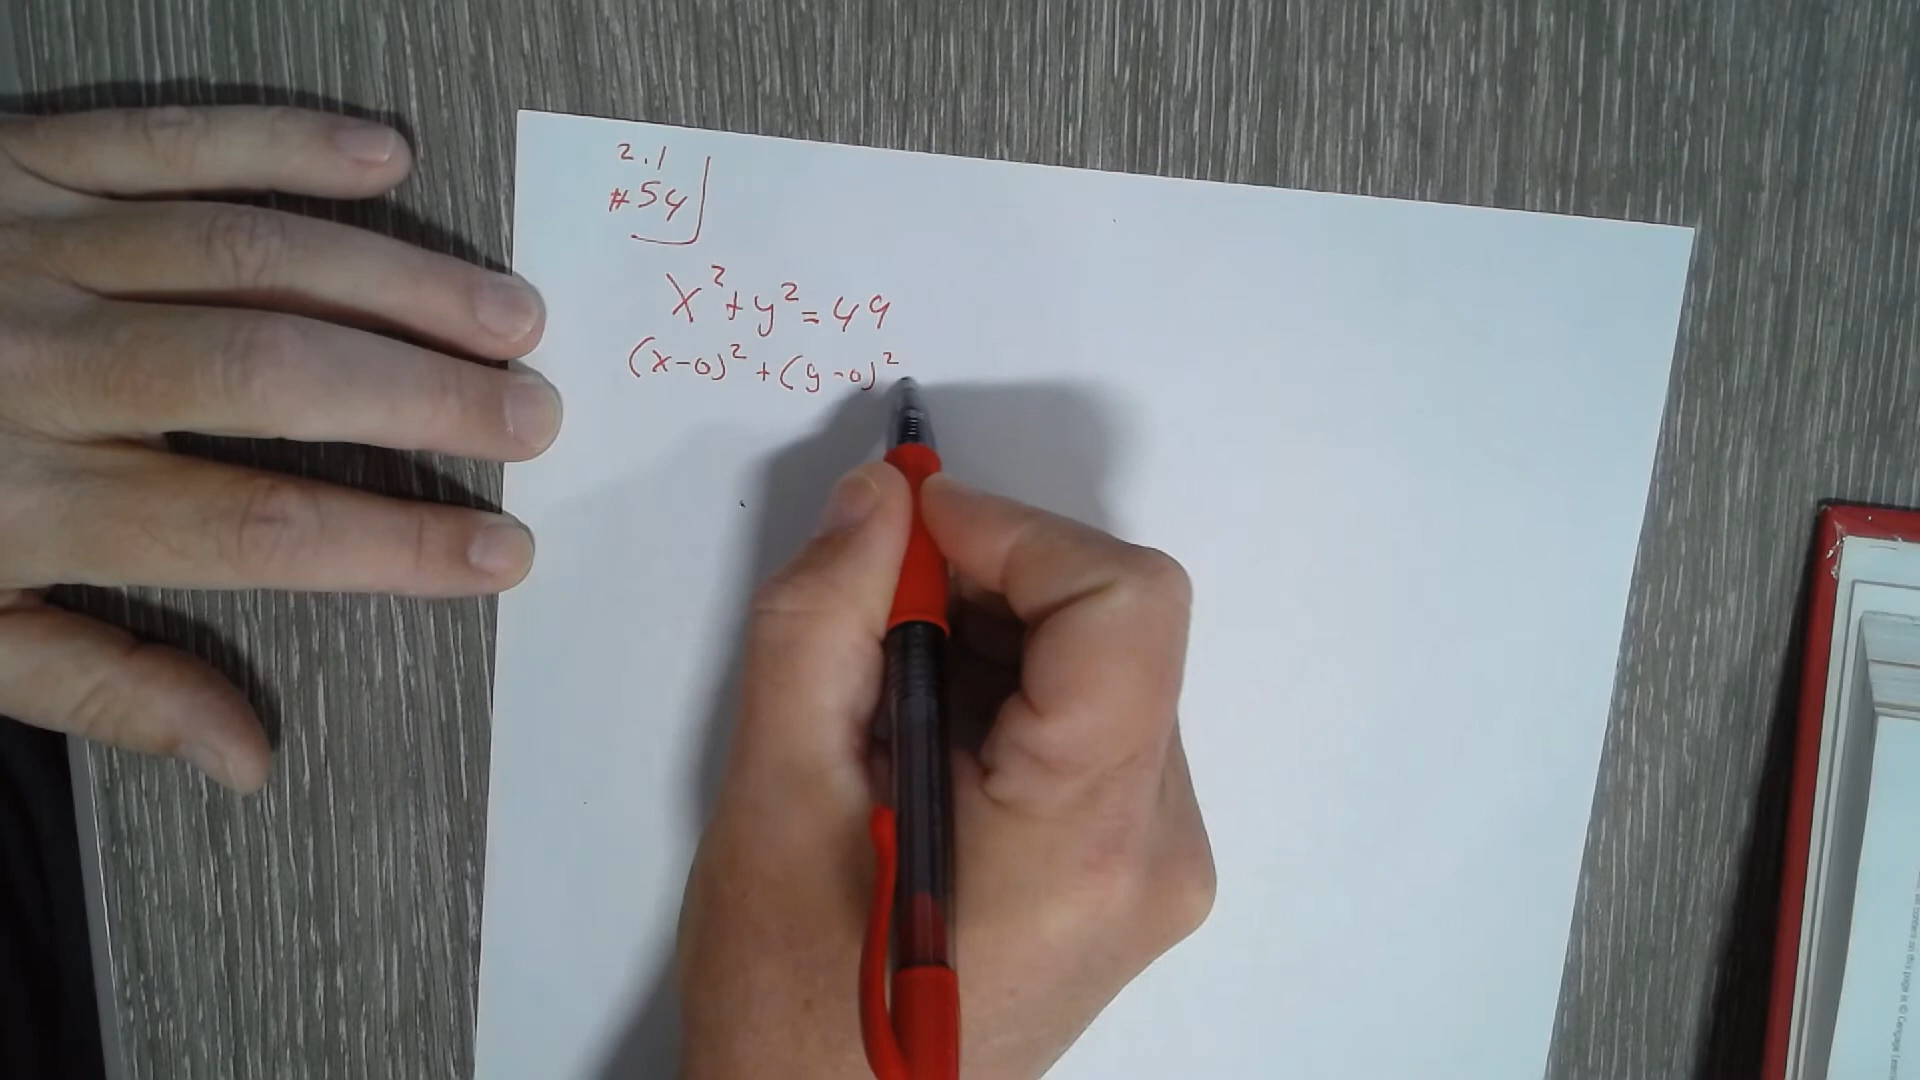 2.1
#54
x²+y²=49
(x-0)²+(y-0)²